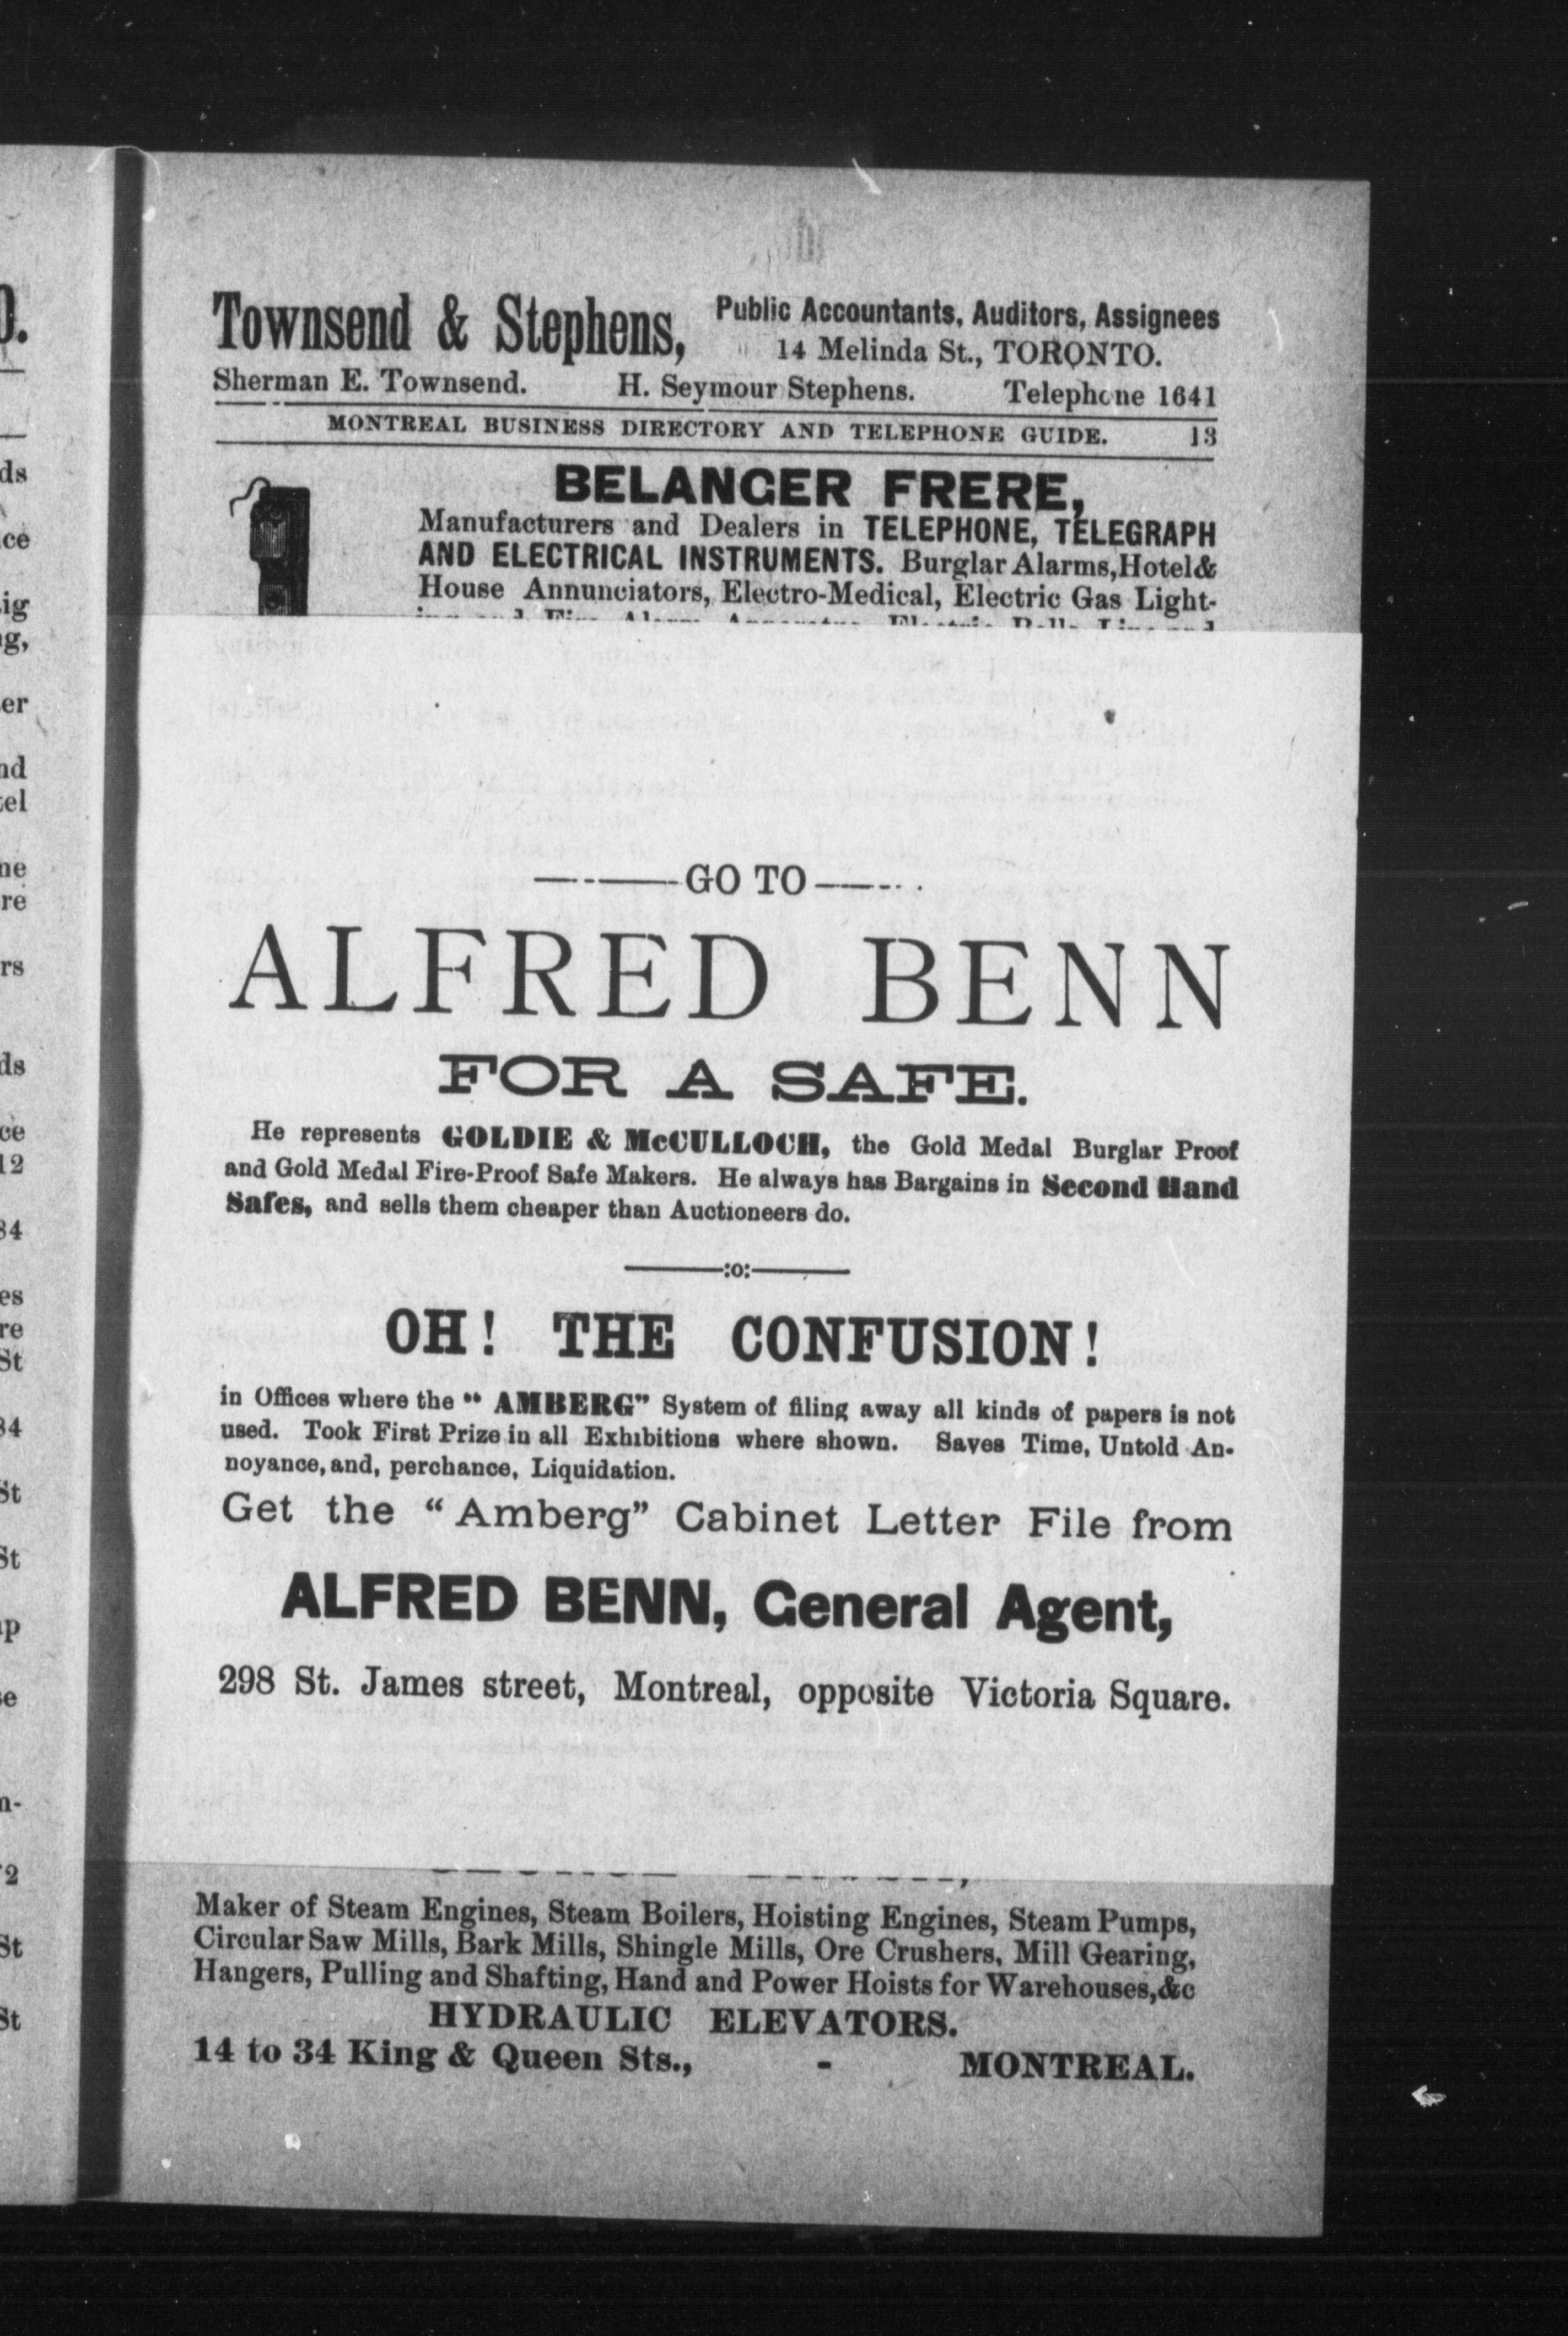 Townsend & Stephens,
Public Accountants, Auditors, Assignees
14 Melinda St., TORONTO.
Sherman E. Townsend. H. Seymour Stephens. Telephone 1641
MONTREAL BUSINESS DIRECTORY AND TELEPHONE GUIDE. 13
BELANGER FRERE,
Manufacturers and Dealers in TELEPHONE, TELEGRAPH
AND ELECTRICAL INSTRUMENTS. Burglar Alarms, Hotel &
House Annunciators, Electro-Medical, Electric Gas Light-
GO TO
ALFRED BENN
FOR A SAFE.
He represents GOLDIE & McCULLOCH, the Gold Medal Burglar Proof
and Gold Medal Fire-Proof Safe Makers. He always has Bargains in Second Hand
Safes, and sells them cheaper than Auctioneers do.
:o:
OH! THE CONFUSION!
in Offices where the "AMBERG" System of filing away all kinds of papers is not
used. Took First Prize in all Exhibitions where shown. Saves Time, Untold An-
noyance, and, perchance, Liquidation.
Get the "Amberg" Cabinet Letter File from
ALFRED BENN, General Agent,
298 St. James street, Montreal, opposite Victoria Square.
Maker of Steam Engines, Steam Boilers, Hoisting Engines, Steam Pumps,
Circular Saw Mills, Bark Mills, Shingle Mills, Ore Crushers, Mill Gearing,
Hangers, Pulling and Shafting, Hand and Power Hoists for Warehouses, &c
HYDRAULIC ELEVATORS.
14 to 34 King & Queen Sts., - MONTREAL.